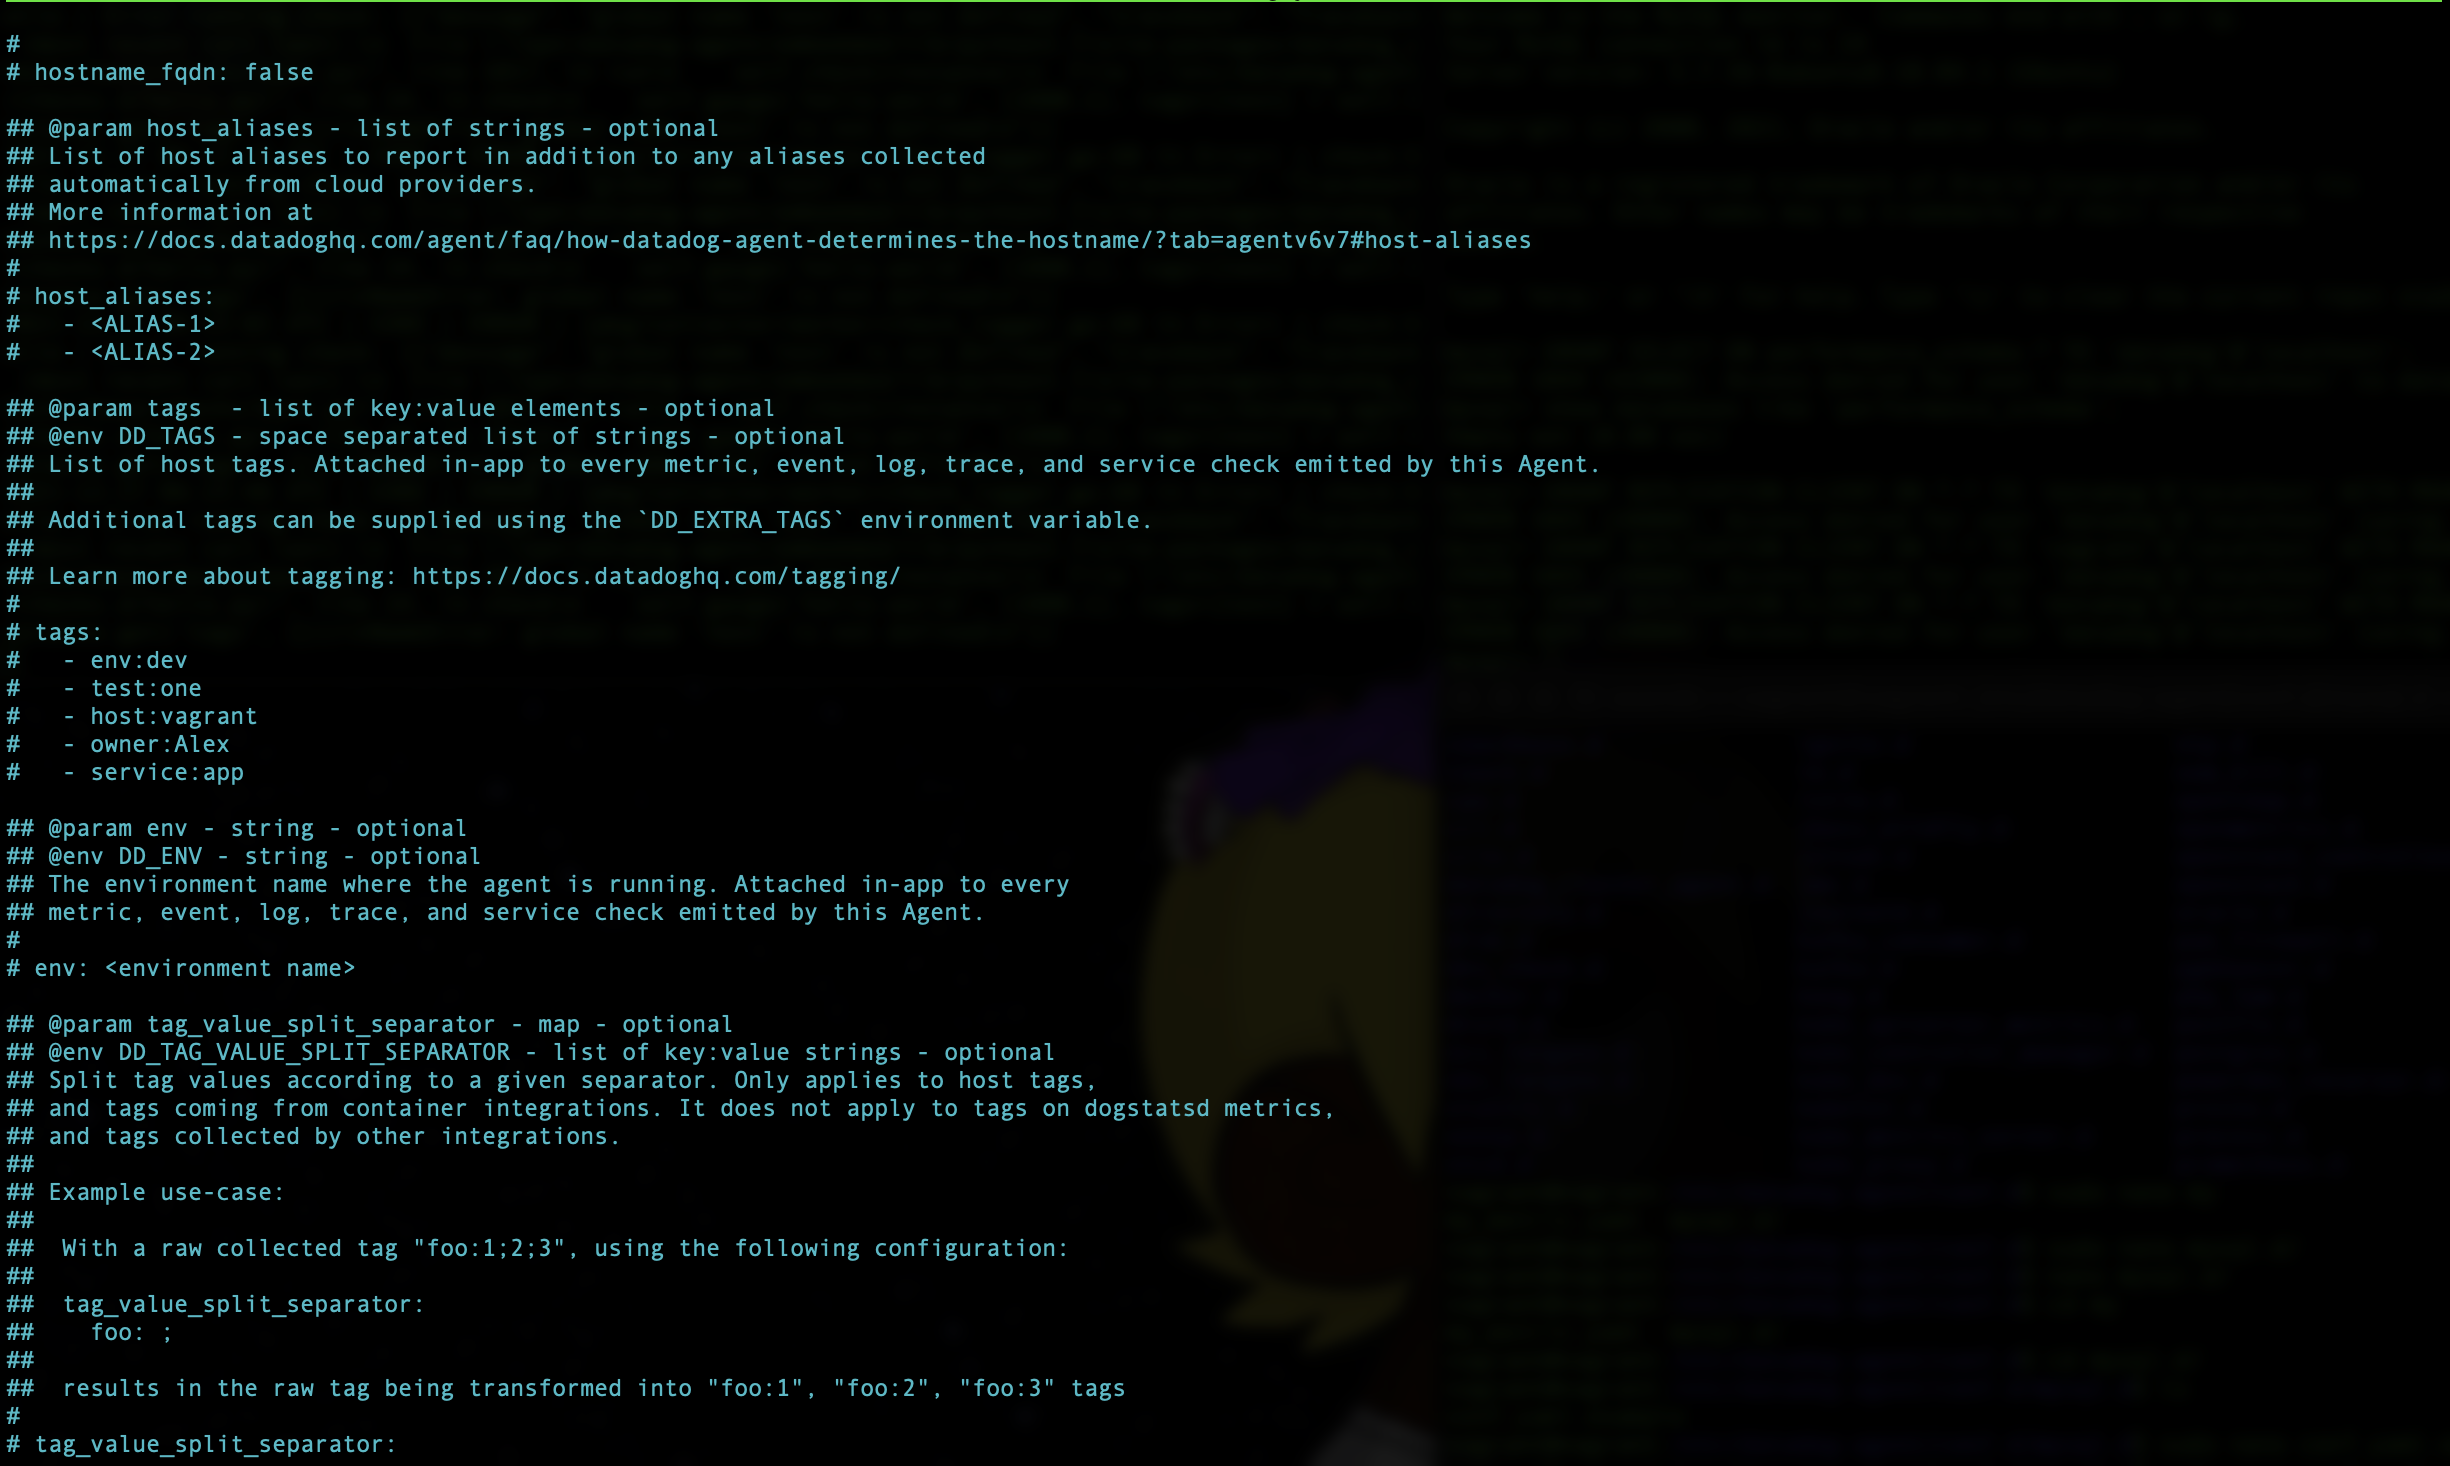 #
# hostname_fqdn: false
## @param host_aliases - list of strings - optional
## List of host aliases to report in addition to any aliases collected
## automatically from cloud providers.
## More information at
## https://docs.datadoghq.com/agent/faq/how-datadog-agent-determines-the-hostname/?tab=agentv6v7#host-aliases
#
# host_aliases:
#   - <ALIAS-1>
#   - <ALIAS-2>
## @param tags  - list of key:value elements - optional
## @env DD_TAGS - space separated list of strings - optional
## List of host tags. Attached in-app to every metric, event, log, trace, and service check emitted by this Agent.
##
## Additional tags can be supplied using the `DD_EXTRA_TAGS` environment variable.
##
## Learn more about tagging: https://docs.datadoghq.com/tagging/
#
# tags:
#   - env:dev
#   - test:one
#   - host:vagrant
#   - owner:Alex
#   - service:app
## @param env - string - optional
## @env DD_ENV - string - optional
## The environment name where the agent is running. Attached in-app to every
## metric, event, log, trace, and service check emitted by this Agent.
#
# env: <environment name>
## @param tag_value_split_separator - map - optional
## @env DD_TAG_VALUE_SPLIT_SEPARATOR - list of key:value strings - optional
## Split tag values according to a given separator. Only applies to host tags,
## and tags coming from container integrations. It does not apply to tags on dogstatsd metrics,
## and tags collected by other integrations.
##
## Example use-case:
##
##  With a raw collected tag "foo:1;2;3", using the following configuration:
##
##  tag_value_split_separator:
##    foo: ;
##
##  results in the raw tag being transformed into "foo:1", "foo:2", "foo:3" tags
#
# tag_value_split_separator: